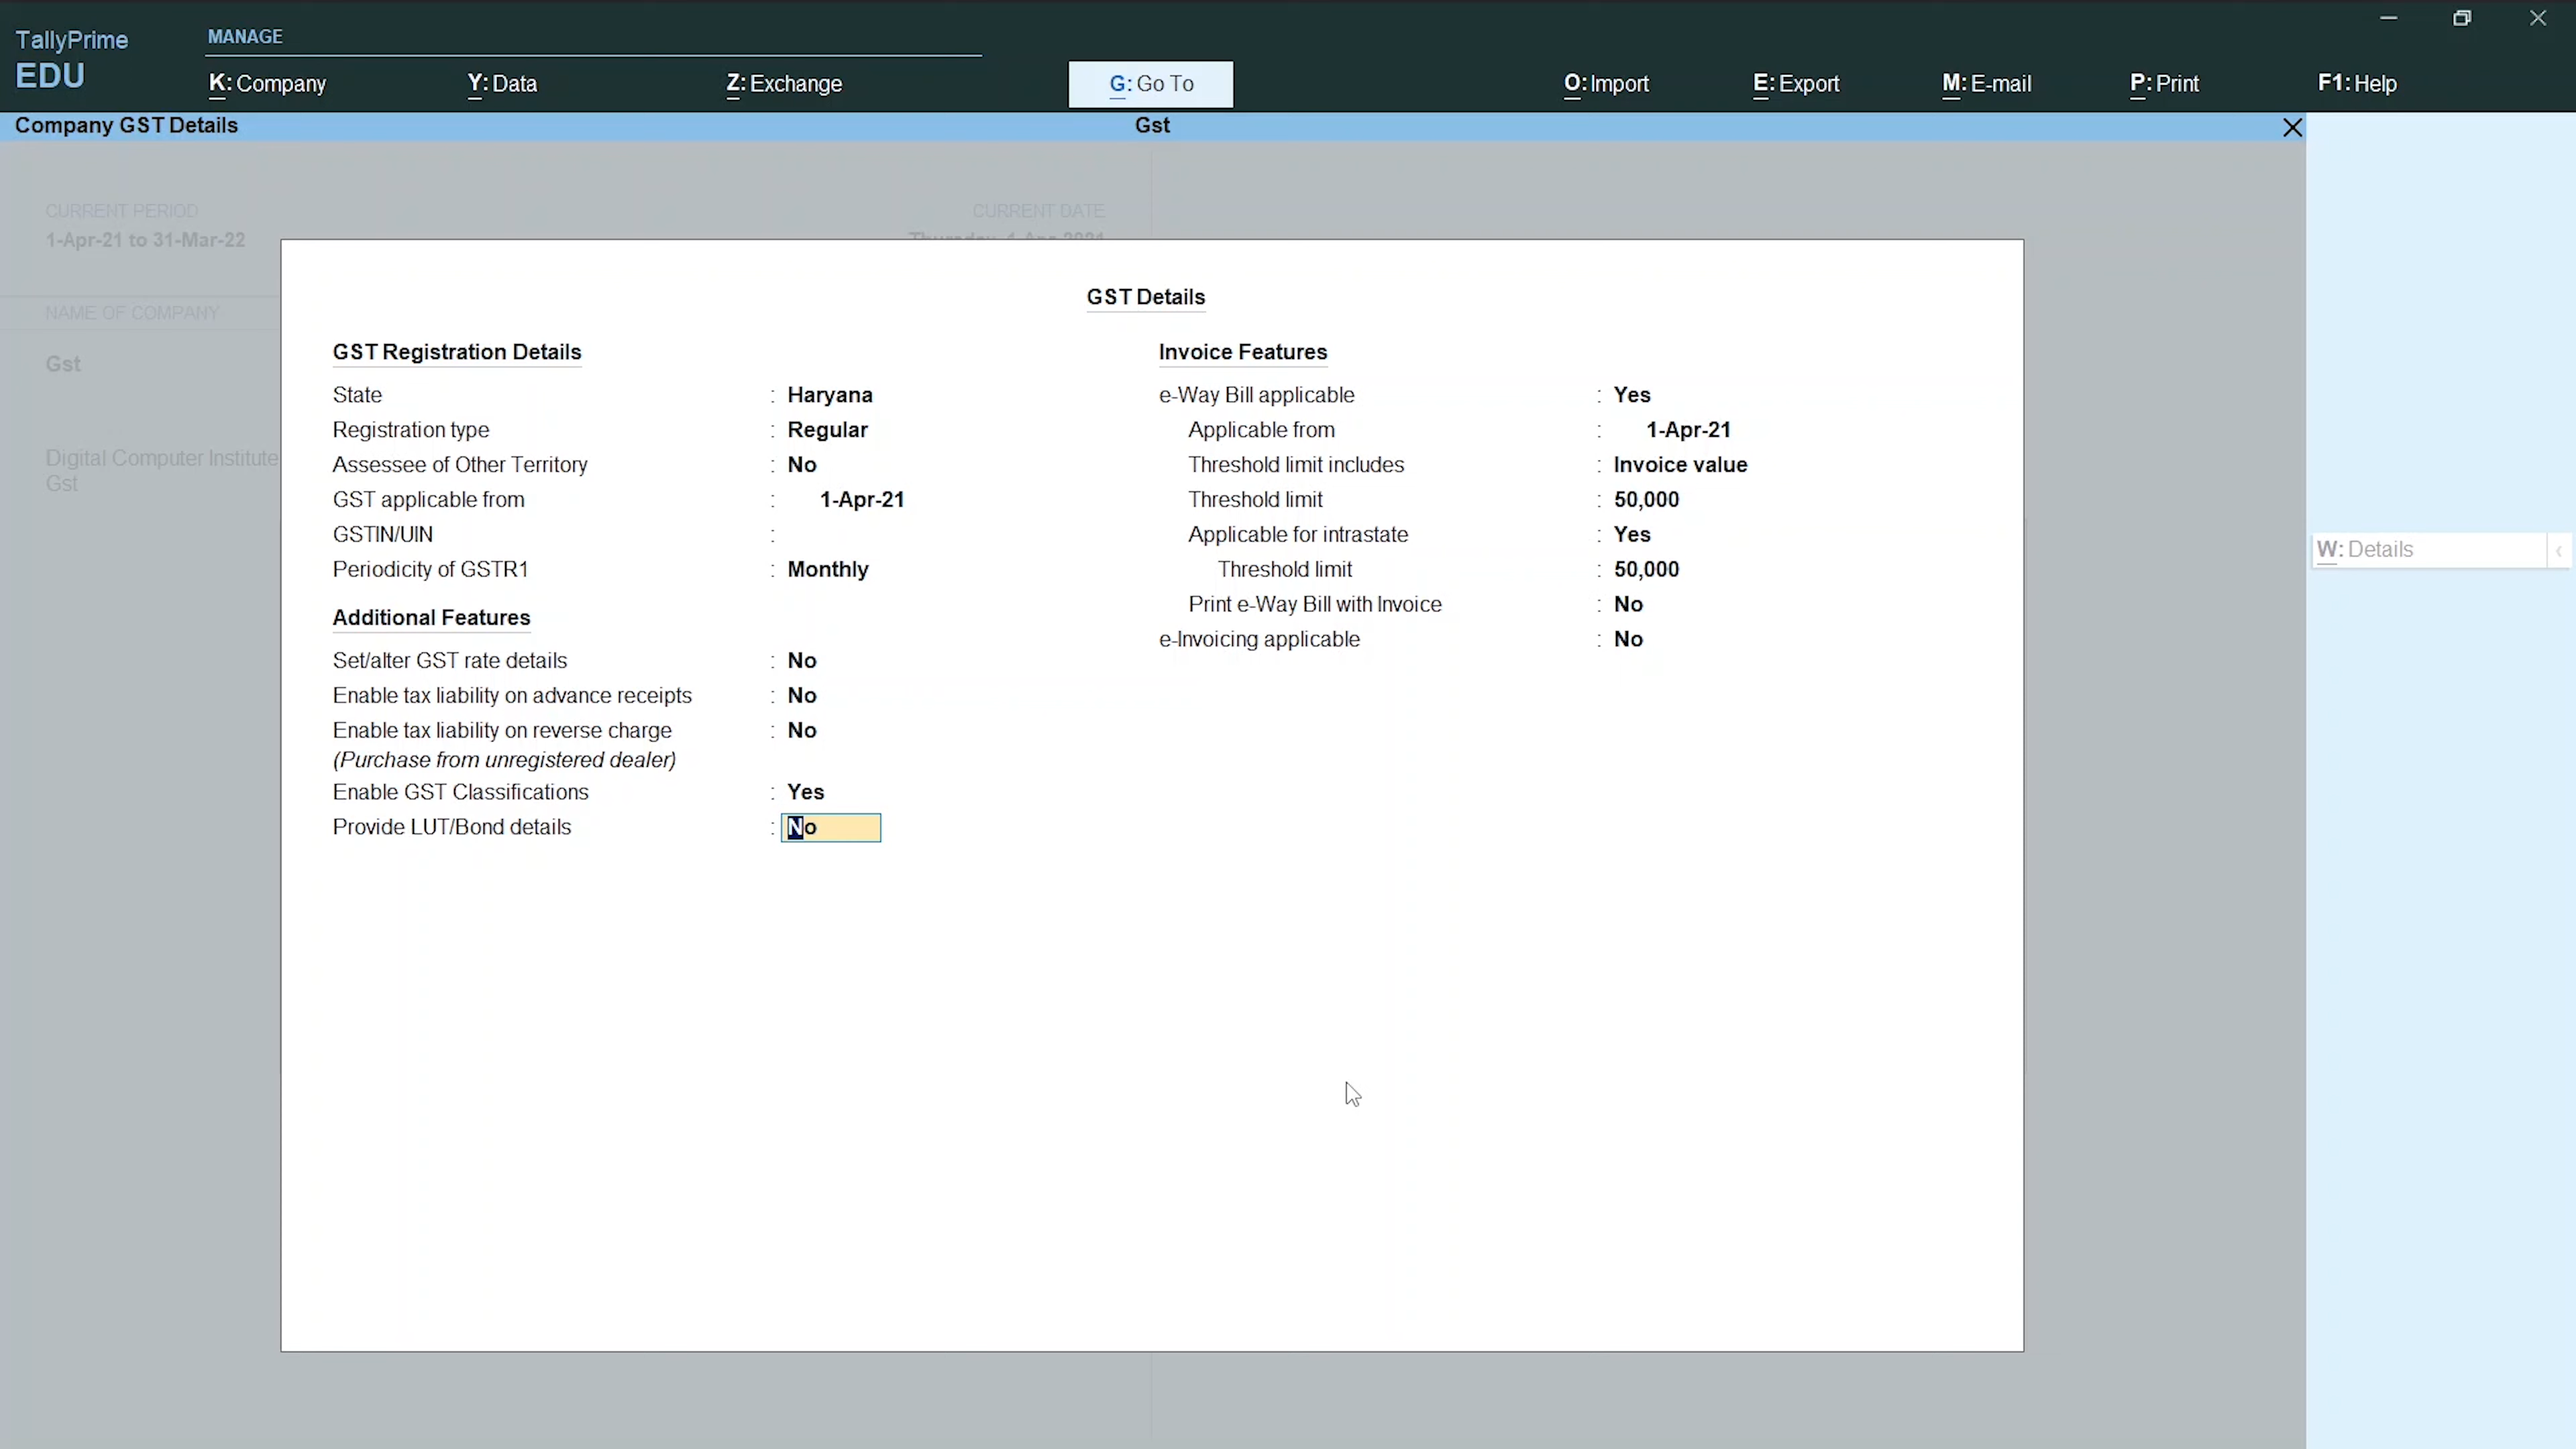 TallyPrime
EDU
MANAGE
K: Company
Y: Data
Z: Exchange
G: Go To
O: Import
E: Export
M: E-mail
P: Print
F1: Help
Company GST Details
Gst
CURRENT PERIOD
1-Apr-21 to 31-Mar-22
CURRENT DATE
Thursday, 1-Apr-2021
NAME OF COMPANY
Gst
Digital Computer Institute
Gst
GST Details
GST Registration Details
State : Haryana
Registration type : Regular
Assessee of Other Territory : No
GST applicable from : 1-Apr-21
GSTIN/UIN :
Periodicity of GSTR1 : Monthly
Additional Features
Set/alter GST rate details : No
Enable tax liability on advance receipts : No
Enable tax liability on reverse charge : No
(Purchase from unregistered dealer)
Enable GST Classifications : Yes
Provide LUT/Bond details : No
Invoice Features
e-Way Bill applicable : Yes
Applicable from : 1-Apr-21
Threshold limit includes : Invoice value
Threshold limit : 50,000
Applicable for intrastate : Yes
Threshold limit : 50,000
Print e-Way Bill with Invoice : No
e-Invoicing applicable : No
W: Details